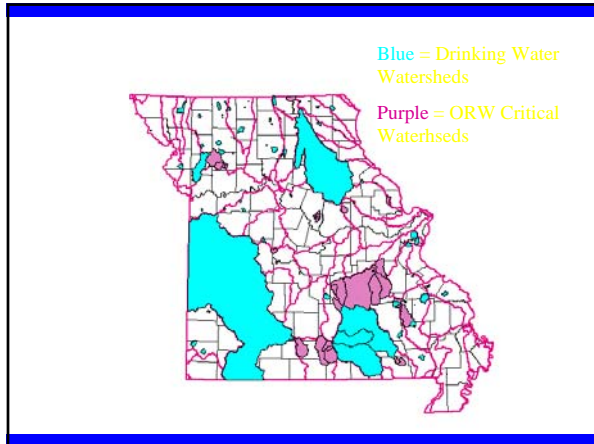 Blue = Drinking Water
Watersheds
Purple = ORW Critical
Waterhseds